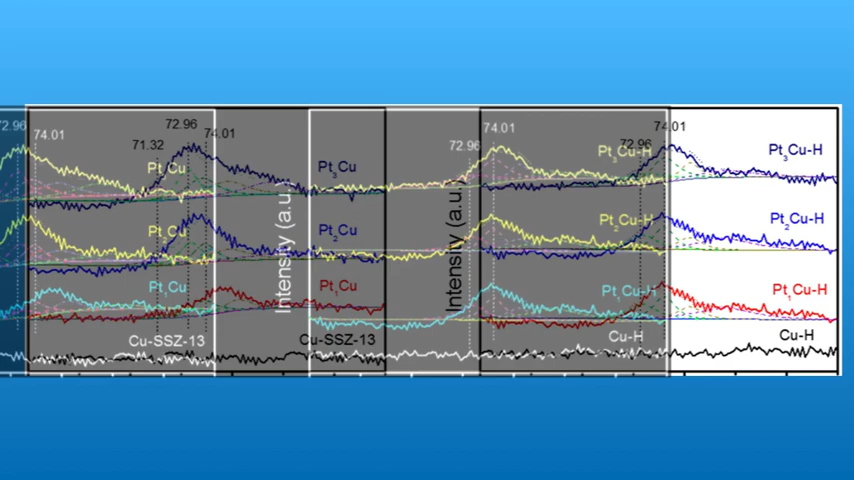 72.96
74.01
71.32
72.96
74.01
72.96
74.01
72.96
74.01
Pt3Cu
Pt3Cu
Pt3Cu-H
Pt3Cu-H
Pt2Cu
Pt2Cu
Pt2Cu-H
Pt2Cu-H
Intensity (a.u.
Intensity (a.u.
Pt1Cu
Pt1Cu
Pt1Cu-H
Pt1Cu-H
Cu-SSZ-13
Cu-SSZ-13
Cu-H
Cu-H